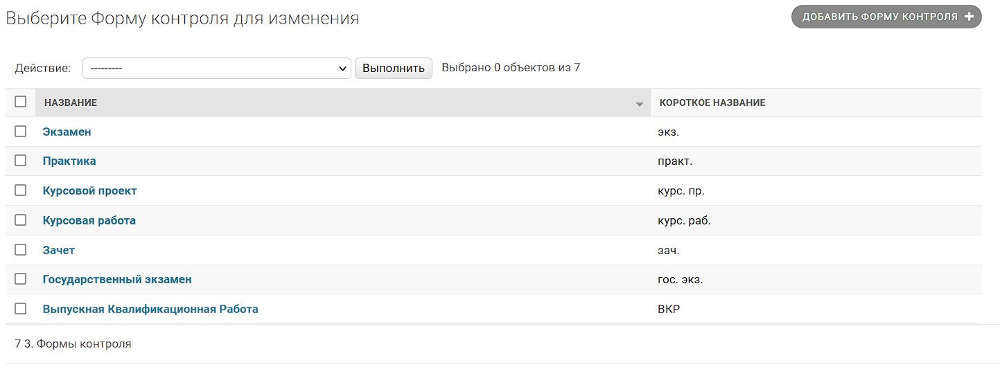 Выберите Форму контроля для изменения
ДОБАВИТЬ ФОРМУ КОНТРОЛЯ +
Действие: --------- Выполнить Выбрано 0 объектов из 7
НАЗВАНИЕ КОРОТКОЕ НАЗВАНИЕ
Экзамен экз.
Практика практ.
Курсовой проект курс. пр.
Курсовая работа курс. раб.
Зачет зач.
Государственный экзамен гос. экз.
Выпускная Квалификационная Работа ВКР
7 3. Формы контроля